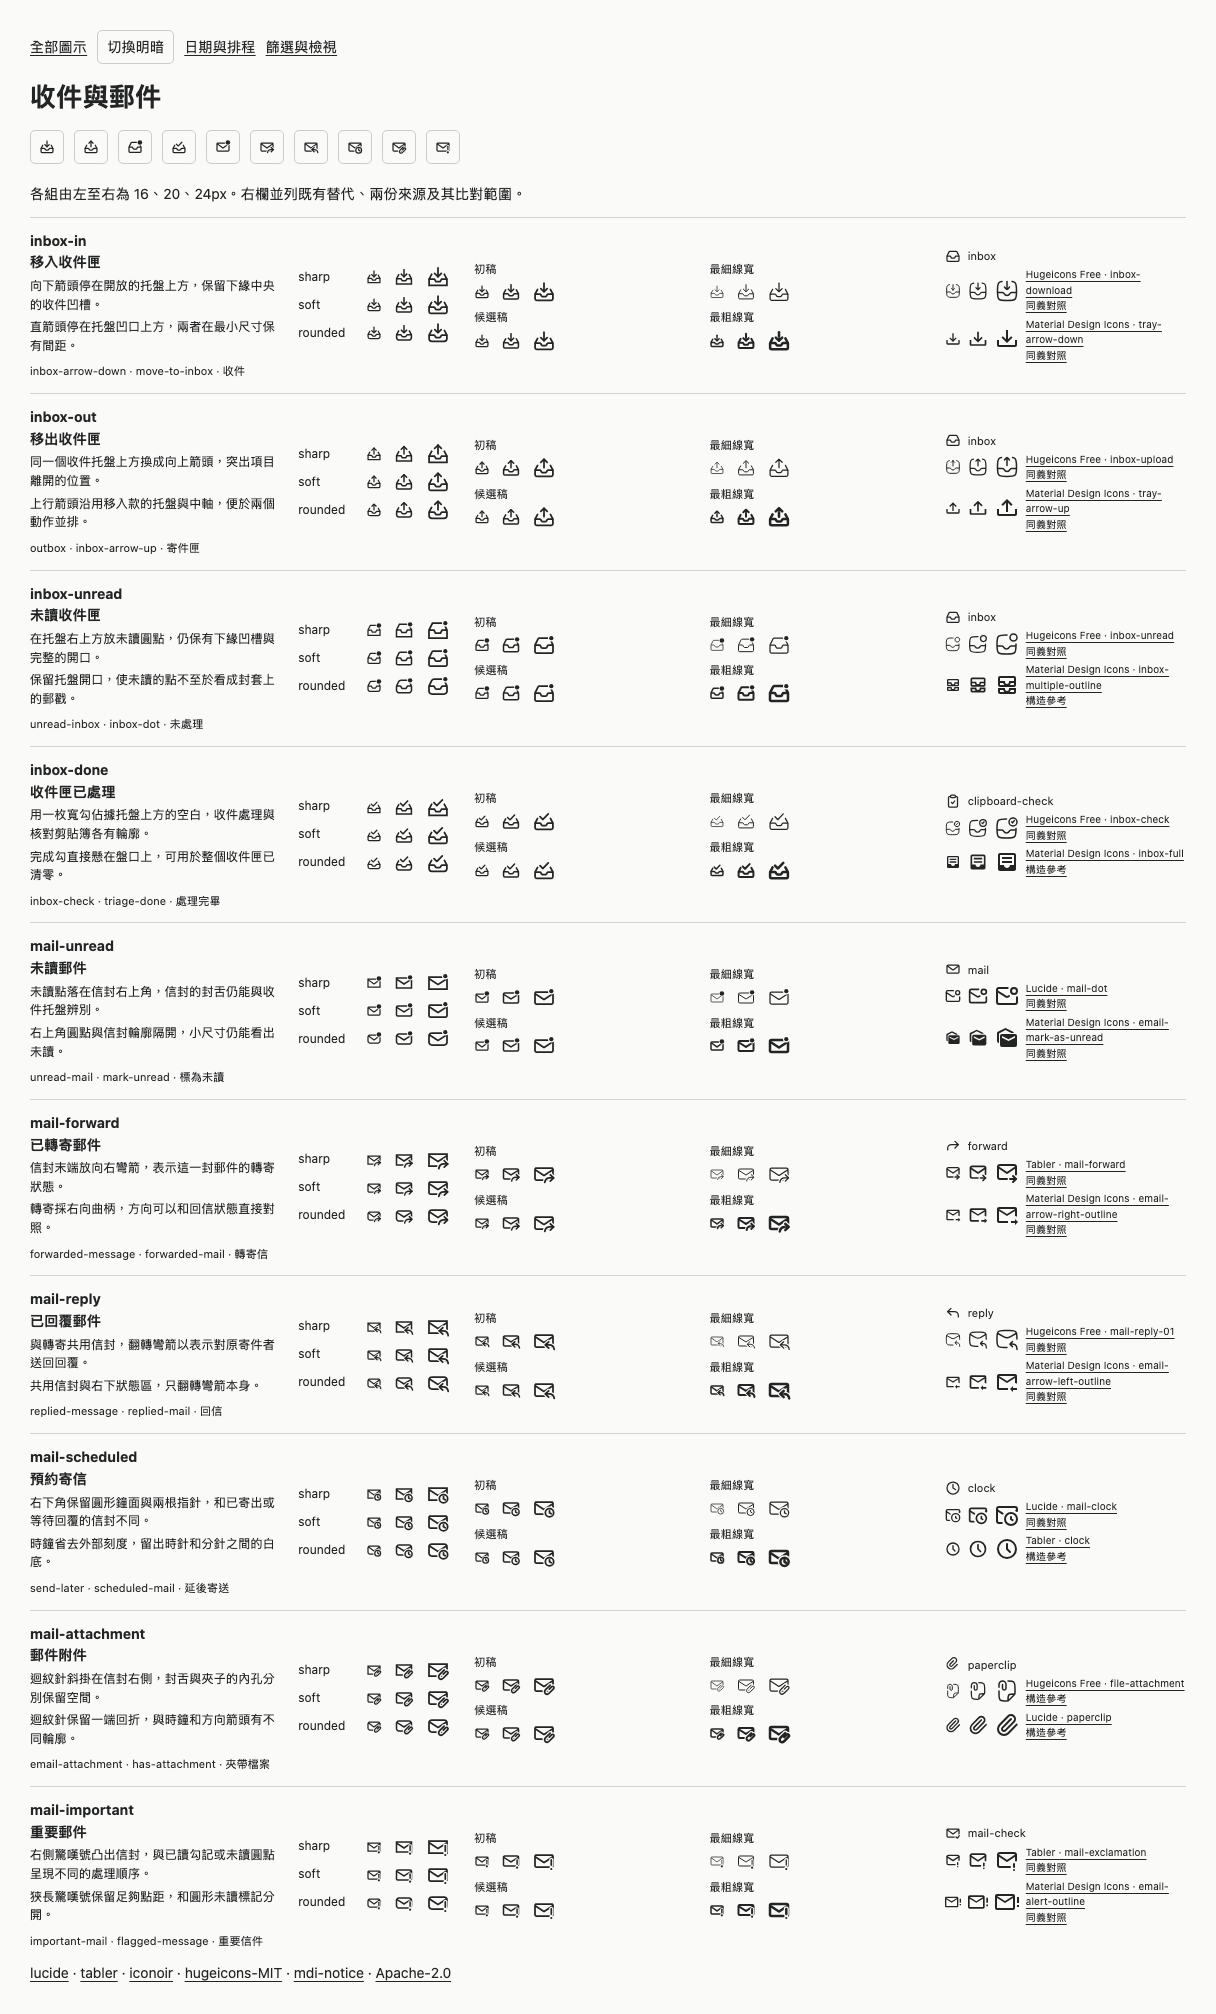 全部圖示 切換明暗 日期與排程 篩選與檢視
收件與郵件
各組由左至右為 16、20、24px。右欄並列既有替代、兩份來源及其比對範圍。
inbox-in
移入收件匣
向下箭頭停在開放的托盤上方，保留下緣中央
的收件凹槽。
直箭頭停在托盤凹口上方，兩者在最小尺寸保
有間距。
inbox-arrow-down · move-to-inbox · 收件
sharp
soft
rounded
初稿
候選稿
最細線寬
最粗線寬
inbox
Hugeicons Free · inbox-
download
同義對照
Material Design Icons · tray-
arrow-down
同義對照
inbox-out
移出收件匣
同一個收件托盤上方換成向上箭頭，突出項目
離開的位置。
上行箭頭沿用移入款的托盤與中軸，便於兩個
動作並排。
outbox · inbox-arrow-up · 寄件匣
sharp
soft
rounded
初稿
候選稿
最細線寬
最粗線寬
inbox
Hugeicons Free · inbox-upload
同義對照
Material Design Icons · tray-
arrow-up
同義對照
inbox-unread
未讀收件匣
在托盤右上方放未讀圓點，仍保有下緣凹槽與
完整的開口。
保留托盤開口，使未讀的點不至於看成封套上
的郵戳。
unread-inbox · inbox-dot · 未處理
sharp
soft
rounded
初稿
候選稿
最細線寬
最粗線寬
inbox
Hugeicons Free · inbox-unread
同義對照
Material Design Icons · inbox-
multiple-outline
構造參考
inbox-done
收件匣已處理
用一枚寬勾佔據托盤上方的空白，收件處理與
核對剪貼簿各有輪廓。
完成勾直接懸在盤口上，可用於整個收件匣已
清零。
inbox-check · triage-done · 處理完畢
sharp
soft
rounded
初稿
候選稿
最細線寬
最粗線寬
clipboard-check
Hugeicons Free · inbox-check
同義對照
Material Design Icons · inbox-full
構造參考
mail-unread
未讀郵件
未讀點落在信封右上角，信封的封舌仍能與收
件托盤辨別。
右上角圓點與信封輪廓隔開，小尺寸仍能看出
未讀。
unread-mail · mark-unread · 標為未讀
sharp
soft
rounded
初稿
候選稿
最細線寬
最粗線寬
mail
Lucide · mail-dot
同義對照
Material Design Icons · email-
mark-as-unread
同義對照
mail-forward
已轉寄郵件
信封末端放向右彎箭，表示這一封郵件的轉寄
狀態。
轉寄採右向曲柄，方向可以和回信狀態直接對
照。
forwarded-message · forwarded-mail · 轉寄信
sharp
soft
rounded
初稿
候選稿
最細線寬
最粗線寬
forward
Tabler · mail-forward
同義對照
Material Design Icons · email-
arrow-right-outline
同義對照
mail-reply
已回覆郵件
與轉寄共用信封，翻轉彎箭以表示對原寄件者
送回回覆。
共用信封與右下狀態區，只翻轉彎箭本身。
replied-message · replied-mail · 回信
sharp
soft
rounded
初稿
候選稿
最細線寬
最粗線寬
reply
Hugeicons Free · mail-reply-01
同義對照
Material Design Icons · email-
arrow-left-outline
同義對照
mail-scheduled
預約寄信
右下角保留圓形鐘面與兩根指針，和已寄出或
等待回覆的信封不同。
時鐘省去外部刻度，留出時針和分針之間的白
底。
send-later · scheduled-mail · 延後寄送
sharp
soft
rounded
初稿
候選稿
最細線寬
最粗線寬
clock
Lucide · mail-clock
同義對照
Tabler · clock
構造參考
mail-attachment
郵件附件
迴紋針斜掛在信封右側，封舌與夾子的內孔分
別保留空間。
迴紋針保留一端回折，與時鐘和方向箭頭有不
同輪廓。
email-attachment · has-attachment · 夾帶檔案
sharp
soft
rounded
初稿
候選稿
最細線寬
最粗線寬
paperclip
Hugeicons Free · file-attachment
構造參考
Lucide · paperclip
構造參考
mail-important
重要郵件
右側驚嘆號凸出信封，與已讀勾記或未讀圓點
呈現不同的處理順序。
狹長驚嘆號保留足夠點距，和圓形未讀標記分
開。
important-mail · flagged-message · 重要信件
sharp
soft
rounded
初稿
候選稿
最細線寬
最粗線寬
mail-check
Tabler · mail-exclamation
同義對照
Material Design Icons · email-
alert-outline
同義對照
lucide · tabler · iconoir · hugeicons-MIT · mdi-notice · Apache-2.0